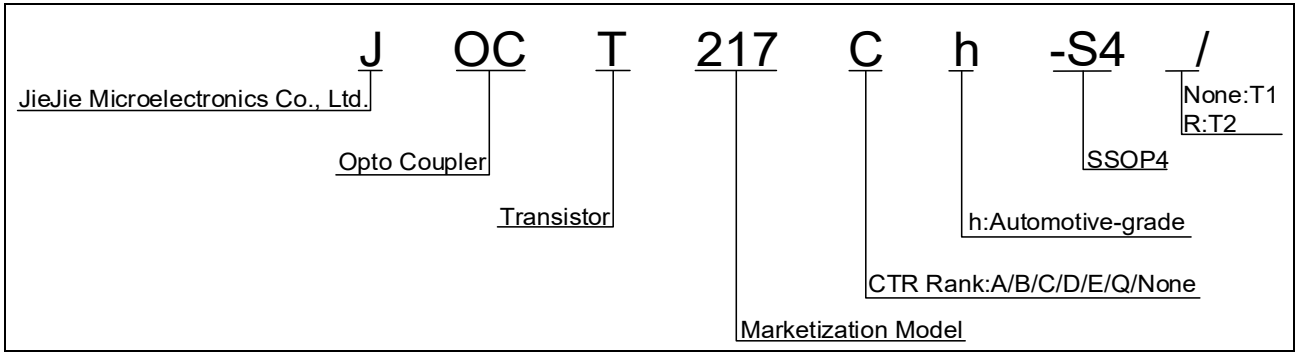 J OC T 217 C h -S4 /
JieJie Microelectronics Co., Ltd.
None:T1
R:T2
Opto Coupler
SSOP4
Transistor
h:Automotive-grade
CTR Rank:A/B/C/D/E/Q/None
Marketization Model